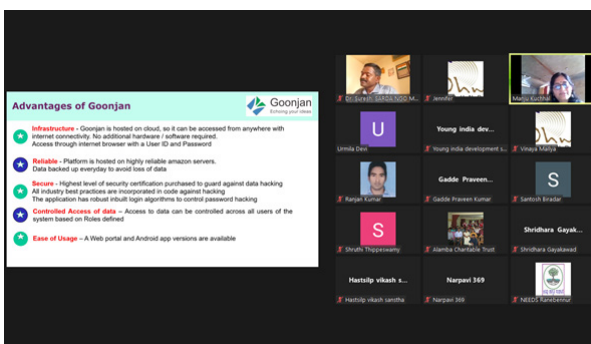 Advantages of Goonjan
Goonjan
Echoing your ideas
Infrastructure - Goonjan is hosted on cloud, so it can be accessed from anywhere with
internet connectivity. No additional hardware / software required.
Access through internet browser with a User ID and Password
Reliable - Platform is hosted on highly reliable amazon servers.
Data backed up everyday to avoid loss of data
Secure - Highest level of security certification purchased to guard against data hacking
All industry best practices are incorporated in code against hacking
The application has robust inbuilt login algorithms to control password hacking
Controlled Access of data – Access to data can be controlled across all users of the
system based on Roles defined
Ease of Usage – A Web portal and Android app versions are available
Dr. Suresh, SARDA NGO M...
Jennifer
Manju Kutchhal
U
Urmila Devi
Young india dev...
Young india development s...
Vinaya Mallya
Ranjan Kumar
Gadde Praveen...
Gadde Praveen Kumar
S
Santosh Biradar
S
Shruthi Thippeswamy
Alamba Charitable Trust
Shridhara Gayak...
Shridhara Gayakawad
Hastsilp vikash s...
Hastsilp vikash sanstha
Narpavi 369
Narpavi 369
NEEDS Ranebennur